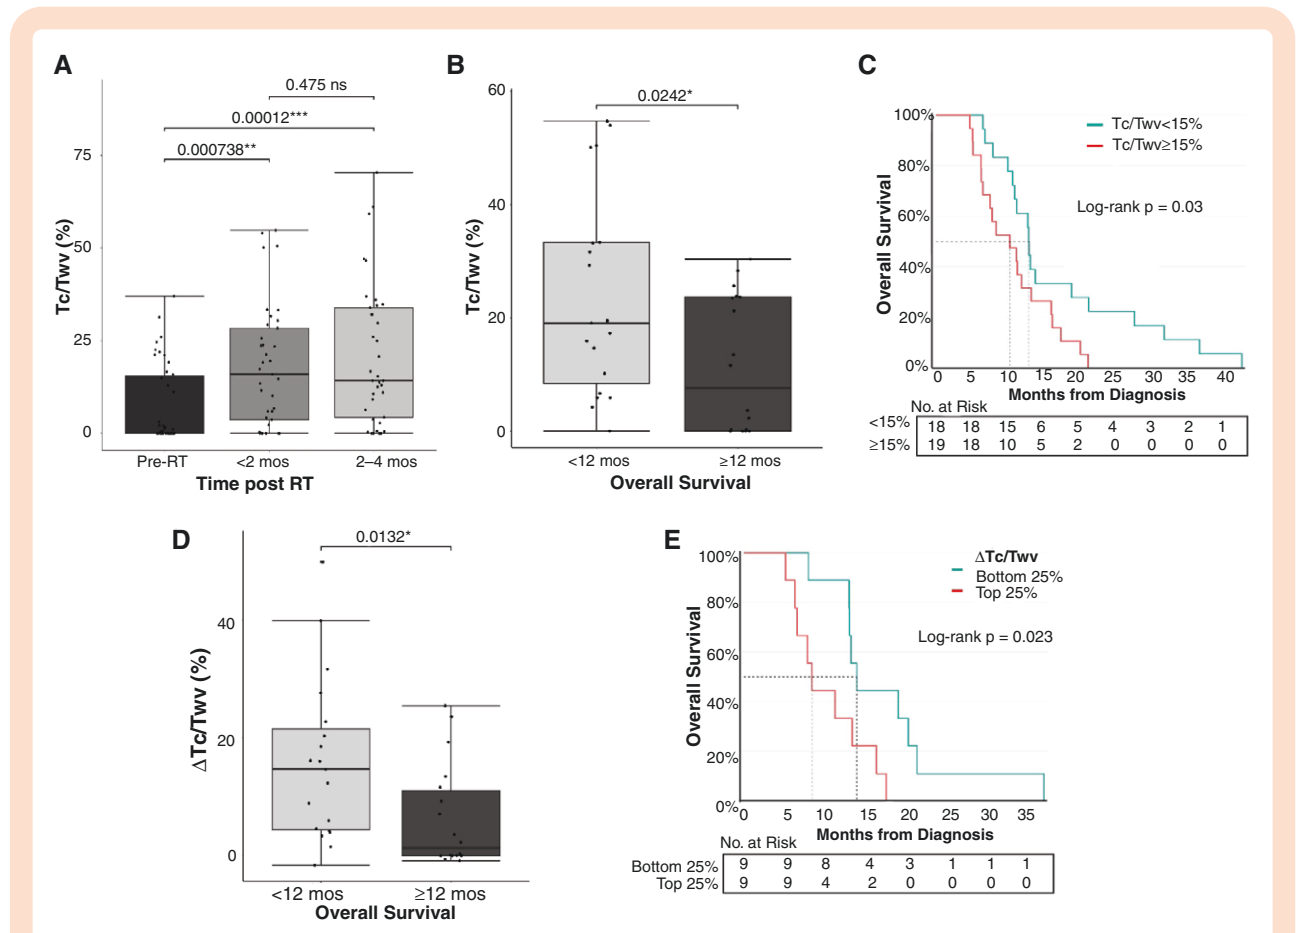 A
0.475 ns
0.00012***
0.000738**
75
50
25
0
Tc/Twv (%)
Pre-RT <2 mos 2–4 mos
Time post RT
B
0.0242*
60
40
20
0
Tc/Twv (%)
<12 mos ≥12 mos
Overall Survival
C
Tc/Twv<15%
Tc/Twv≥15%
Log-rank p = 0.03
100%
80%
60%
40%
20%
0%
Overall Survival
0 5 10 15 20 25 30 35 40
Months from Diagnosis
No. at Risk
<15% 18 18 15 6 5 4 3 2 1
≥15% 19 18 10 5 2 0 0 0 0
D
0.0132*
40
20
0
ΔTc/Twv (%)
<12 mos ≥12 mos
Overall Survival
E
ΔTc/Twv
Bottom 25%
Top 25%
Log-rank p = 0.023
100%
80%
60%
40%
20%
0%
Overall Survival
0 5 10 15 20 25 30 35
Months from Diagnosis
No. at Risk
Bottom 25% 9 9 8 4 3 1 1 1
Top 25% 9 9 4 2 0 0 0 0